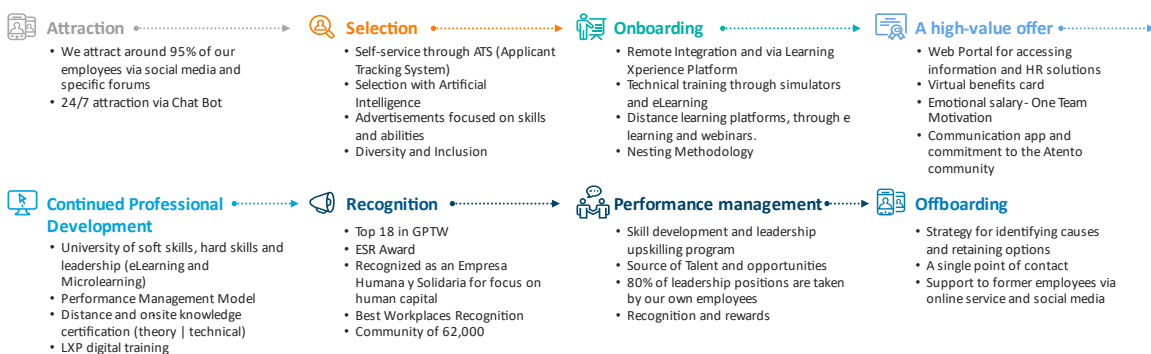 Attraction
• We attract around 95% of our
employees via social media and
specific forums
• 24/7 attraction via Chat Bot
Selection
• Self-service through ATS (Applicant
Tracking System)
• Selection with Artificial
Intelligence
• Advertisements focused on skills
and abilities
• Diversity and Inclusion
Onboarding
• Remote Integration and via Learning
Xperience Platform
• Technical training through simulators
and eLearning
• Distance learning platforms, through e
learning and webinars.
• Nesting Methodology
A high-value offer
• Web Portal for accessing
information and HR solutions
• Virtual benefits card
• Emotional salary - One Team
Motivation
• Communication app and
commitment to the Atento
community
Continued Professional
Development
• University of soft skills, hard skills and
leadership (eLearning and
Microlearning)
• Performance Management Model
• Distance and onsite knowledge
certification (theory | technical)
• LXP digital training
Recognition
• Top 18 in GPTW
• ESR Award
• Recognized as an Empresa
Humana y Solidaria for focus on
human capital
• Best Workplaces Recognition
• Community of 62,000
Performance management
• Skill development and leadership
upskilling program
• Source of Talent and opportunities
• 80% of leadership positions are taken
by our own employees
• Recognition and rewards
Offboarding
• Strategy for identifying causes
and retaining options
• A single point of contact
• Support to former employees via
online service and social media